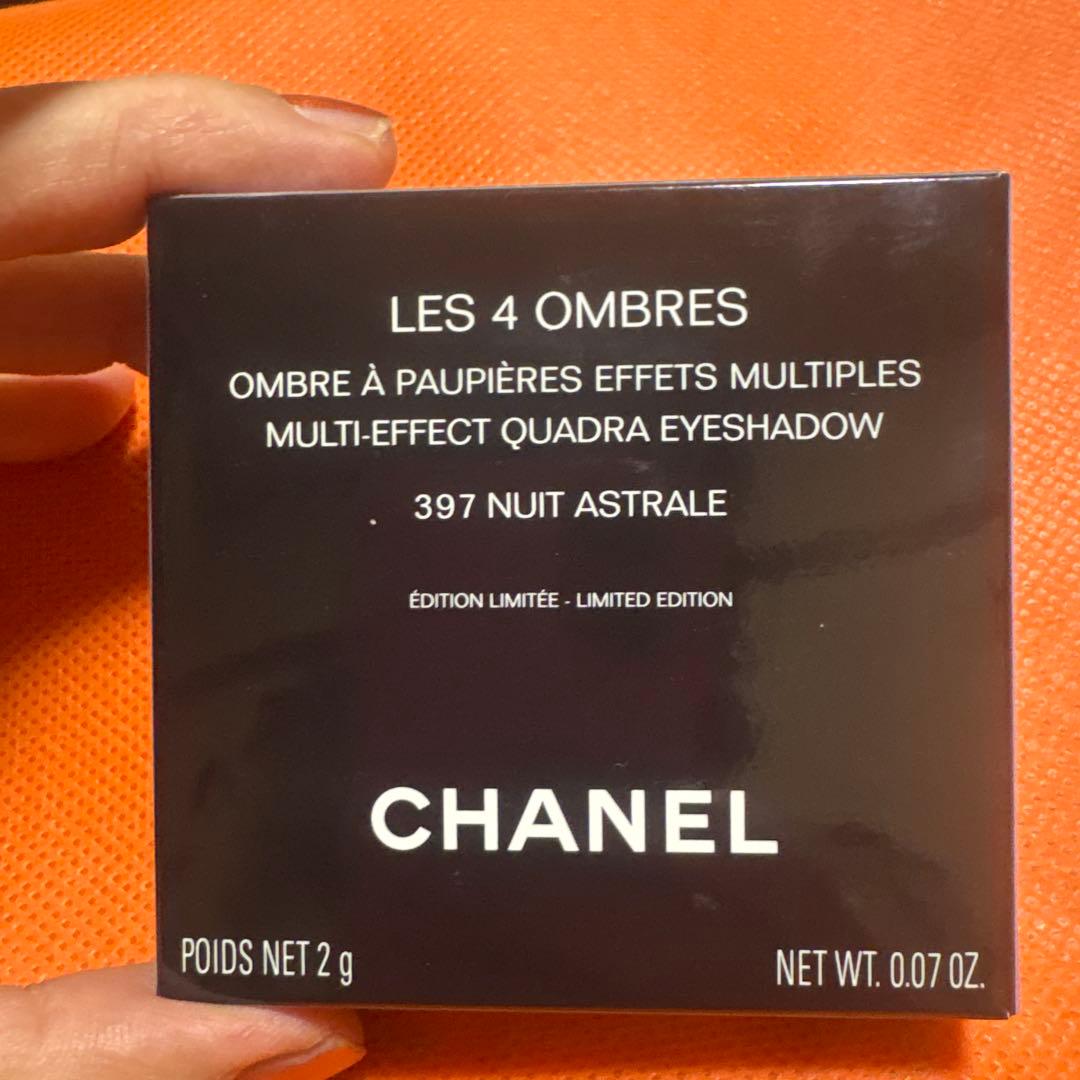 LES 4 OMBRES
OMBRE À PAUPIÈRES EFFETS MULTIPLES
MULTI-EFFECT QUADRA EYESHADOW
397 NUIT ASTRALE
ÉDITION LIMITÉE - LIMITED EDITION
CHANEL
POIDS NET 2 g NET WT. 0.07 OZ.